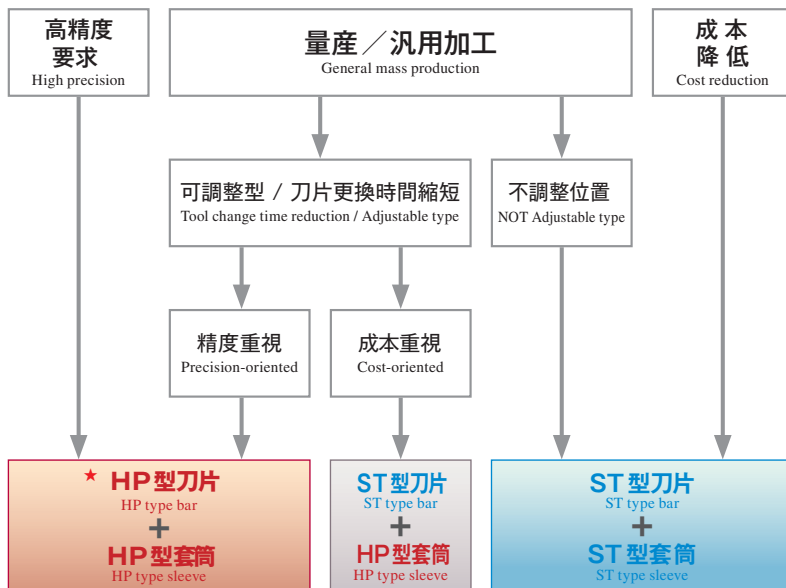 高精度
要求
High precision
量産／汎用加工
General mass production
成 本
降 低
Cost reduction
可調整型 / 刀片更換時間縮短
Tool change time reduction / Adjustable type
不調整位置
NOT Adjustable type
精度重視
Precision-oriented
成本重視
Cost-oriented
★ HP型刀片
HP type bar
+
HP型套筒
HP type sleeve
ST型刀片
ST type bar
+
HP型套筒
HP type sleeve
ST型刀片
ST type bar
+
ST型套筒
ST type sleeve